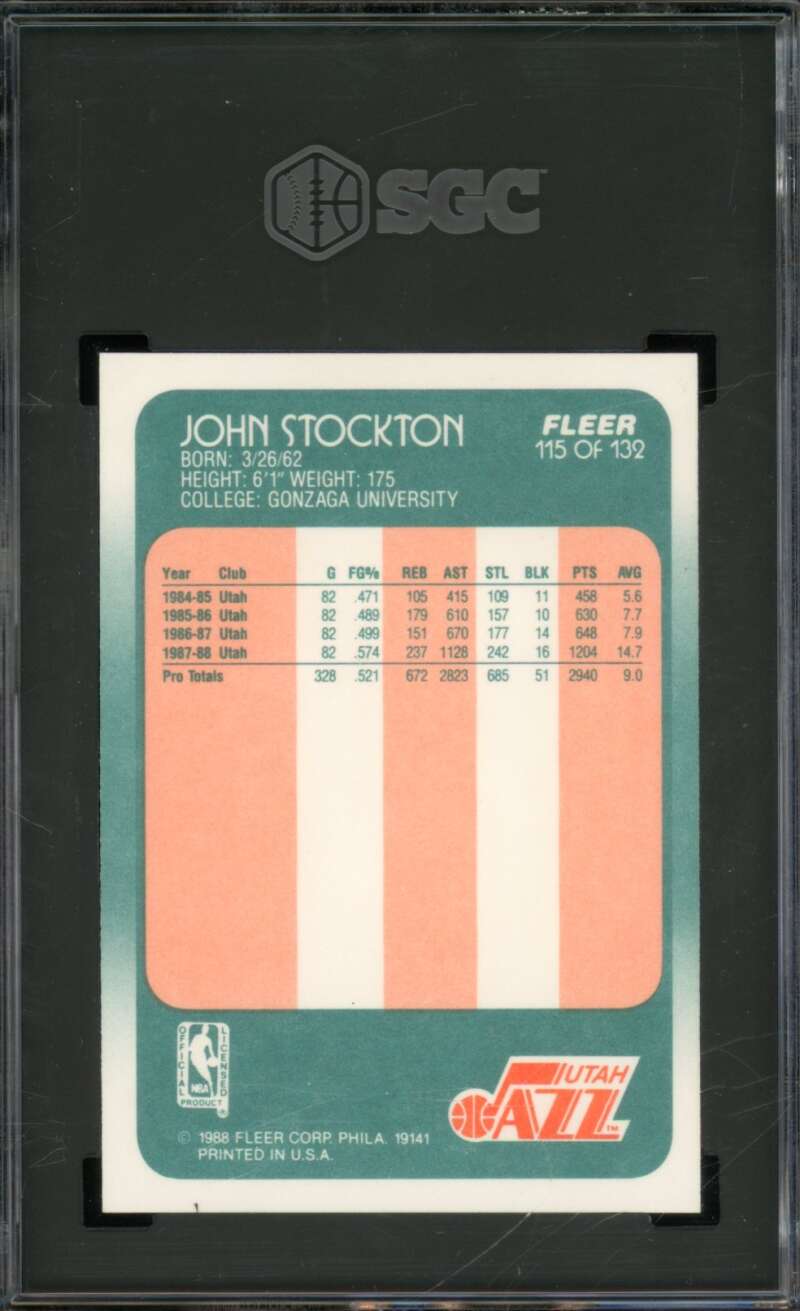 SGC
JOHN STOCKTON
FLEER
115 OF 132
BORN: 3/26/62
HEIGHT: 6'1" WEIGHT: 175
COLLEGE: GONZAGA UNIVERSITY
Year Club G FG% REB AST STL BLK PTS AVG
1984-85 Utah 82 .471 105 415 109 11 458 5.6
1985-86 Utah 82 .489 179 610 157 10 630 7.7
1986-87 Utah 82 .499 151 670 177 14 648 7.9
1987-88 Utah 82 .574 237 1128 242 16 1204 14.7
Pro Totals 328 .521 672 2823 685 51 2940 9.0
OFFICIAL
LICENSED
NBA
PRODUCT ®
UTAH
JAZZ TM
© 1988 FLEER CORP. PHILA. 19141
PRINTED IN U.S.A.